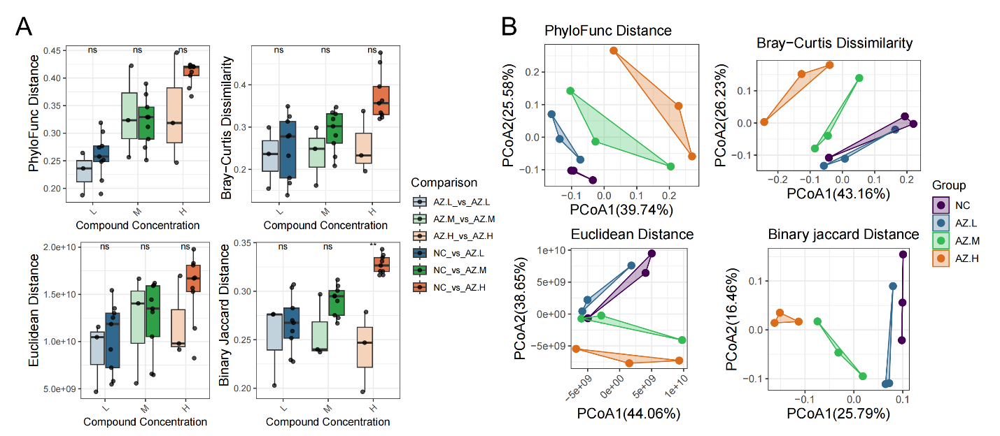 A
PhyloFunc Distance
0.45
0.40
0.35
0.30
0.25
0.20
ns
ns
ns
L
M
H
Compound Concentration
Bray−Curtis Dissimilarity
0.4
0.3
0.2
ns
ns
ns
L
M
H
Compound Concentration
Euclidean Distance
2.0e+10
1.5e+10
1.0e+10
5.0e+09
ns
ns
ns
L
M
H
Compound Concentration
Binary Jaccard Distance
0.35
0.30
0.25
0.20
ns
ns
**
L
M
H
Compound Concentration
Comparison
AZ.L_vs_AZ.L
AZ.M_vs_AZ.M
AZ.H_vs_AZ.H
NC_vs_AZ.L
NC_vs_AZ.M
NC_vs_AZ.H
B
PhyloFunc Distance
PCoA2(25.58%)
0.2
0.1
0.0
−0.1
−0.1
0.0
0.1
0.2
PCoA1(39.74%)
Bray−Curtis Dissimilarity
PCoA2(26.23%)
0.1
0.0
−0.1
−0.2
−0.1
0.0
0.1
0.2
PCoA1(43.16%)
Euclidean Distance
PCoA2(38.65%)
1e+10
5e+09
0e+00
−5e+09
−5e+09
0e+00
5e+09
1e+10
PCoA1(44.06%)
Binary jaccard Distance
PCoA2(16.46%)
0.1
0.0
−0.1
−0.1
0.0
0.1
PCoA1(25.79%)
Group
NC
AZ.L
AZ.M
AZ.H